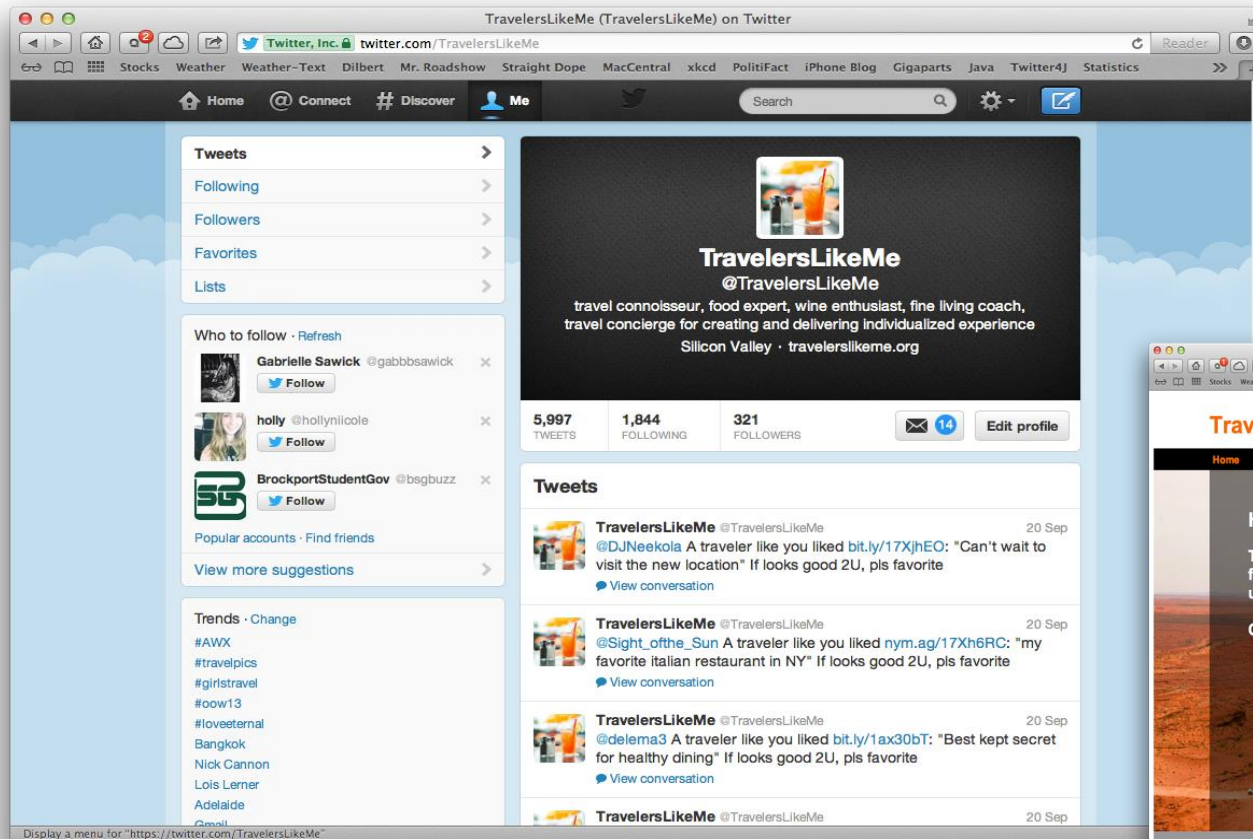 TravelersLikeMe (TravelersLikeMe) on Twitter
2
Twitter, Inc. twitter.com/TravelersLikeMe
Reader
Stocks Weather Weather-Text Dilbert Mr. Roadshow Straight Dope MacCentral xkcd PolitiFact iPhone Blog Gigaparts Java Twitter4J Statistics
Home @ Connect # Discover Me
Search
Tweets
Following
Followers
Favorites
Lists
Who to follow · Refresh
Gabrielle Sawick @gabbbsawick
Follow
holly @hollyniicole
Follow
SG
BrockportStudentGov @bsgbuzz
Follow
Popular accounts · Find friends
View more suggestions
Trends · Change
#AWX
#travelpics
#girlstravel
#oow13
#loveeternal
Bangkok
Nick Cannon
Lois Lerner
Adelaide
Gmail
TravelersLikeMe
@TravelersLikeMe
travel connoisseur, food expert, wine enthusiast, fine living coach,
travel concierge for creating and delivering individualized experience
Silicon Valley · travelerslikeme.org
5,997 1,844 321
TWEETS FOLLOWING FOLLOWERS
14 Edit profile
Tweets
TravelersLikeMe @TravelersLikeMe 20 Sep
@DJNeekola A traveler like you liked bit.ly/17XjhEO: "Can't wait to
visit the new location" If looks good 2U, pls favorite
View conversation
TravelersLikeMe @TravelersLikeMe 20 Sep
@Sight_ofthe_Sun A traveler like you liked nym.ag/17Xh6RC: "my
favorite italian restaurant in NY" If looks good 2U, pls favorite
View conversation
TravelersLikeMe @TravelersLikeMe 20 Sep
@delema3 A traveler like you liked bit.ly/1ax30bT: "Best kept secret
for healthy dining" If looks good 2U, pls favorite
View conversation
TravelersLikeMe @TravelersLikeMe 20 Sep
Display a menu for "https://twitter.com/TravelersLikeMe"
Stocks
Trav
Home